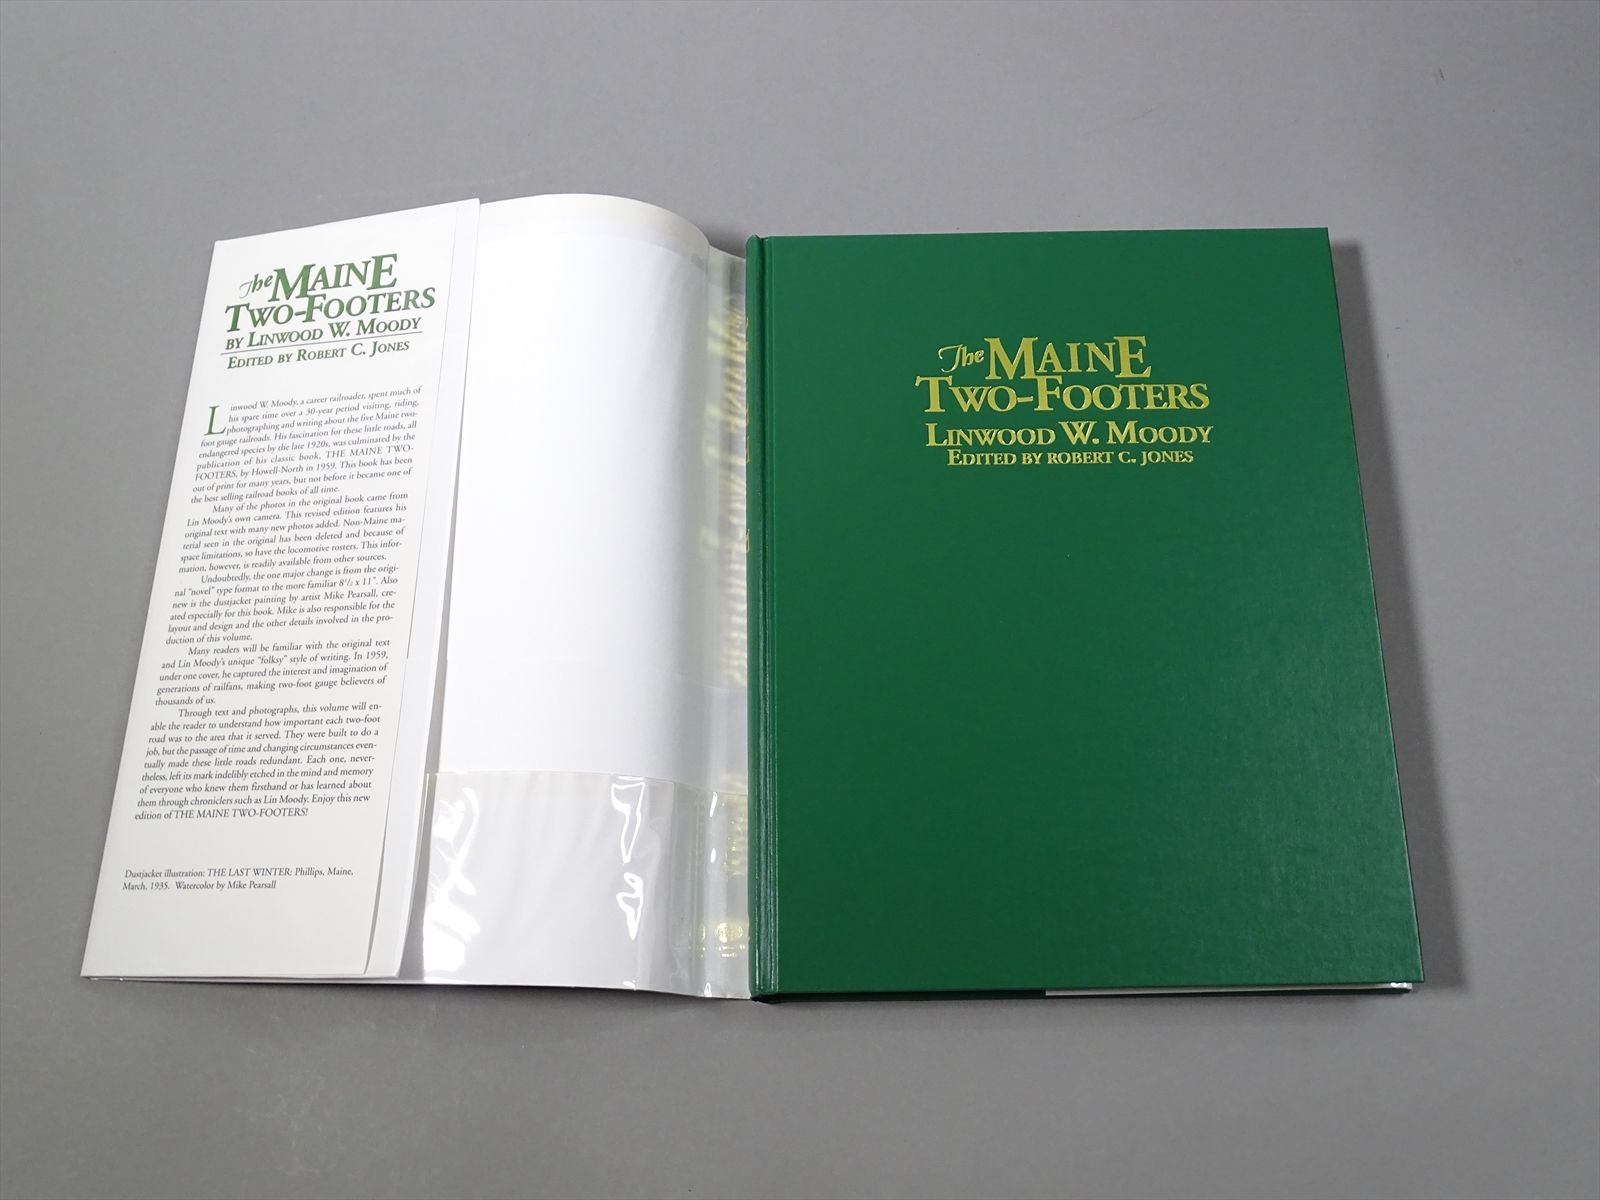 The MAINE
TWO-FOOTERS
BY LINWOOD W. MOODY
EDITED BY ROBERT C. JONES
Linwood W. Moody, a career railroader, spent much of
his spare time over a 30-year period visiting, riding,
photographing and writing about the five Maine two-
foot gauge railroads. His fascination for these little roads, all
endangered species by the late 1920s, was culminated by the
publication of his classic book, THE MAINE TWO-
FOOTERS, by Howell-North in 1959. This book has been
out of print for many years, but not before it became one of
the best selling railroad books of all time.
Many of the photos in the original book came from
Lin Moody's own camera. This revised edition features his
original text with many new photos added. Non-Maine ma-
terial seen in the original has been deleted and because of
space limitations, so have the locomotive rosters. This infor-
mation, however, is readily available from other sources.
Undoubtedly, the one major change is from the origi-
nal "novel" type format to the more familiar 8½ x 11". Also
new is the dustjacket painting by artist Mike Pearsall, cre-
ated especially for this book. Mike is also responsible for the
layout and design and the other details involved in the pro-
duction of this volume.
Many readers will be familiar with the original text
and Lin Moody's unique "folksy" style of writing. In 1959,
under one cover, he captured the interest and imagination of
generations of railfans, making two-foot gauge believers of
thousands of us.
Through text and photographs, this volume will en-
able the reader to understand how important each two-foot
road was to the area that it served. They were built to do a
job, but the passage of time and changing circumstances even-
tually made these little roads redundant. Each one, never-
theless, left its mark indelibly etched in the mind and memory
of everyone who knew them firsthand or has learned about
them through chroniclers such as Lin Moody. Enjoy this new
edition of THE MAINE TWO-FOOTERS!
Dustjacket illustration: THE LAST WINTER: Phillips, Maine,
March, 1935. Watercolor by Mike Pearsall
The MAINE
TWO-FOOTERS
LINWOOD W. MOODY
EDITED BY ROBERT C. JONES